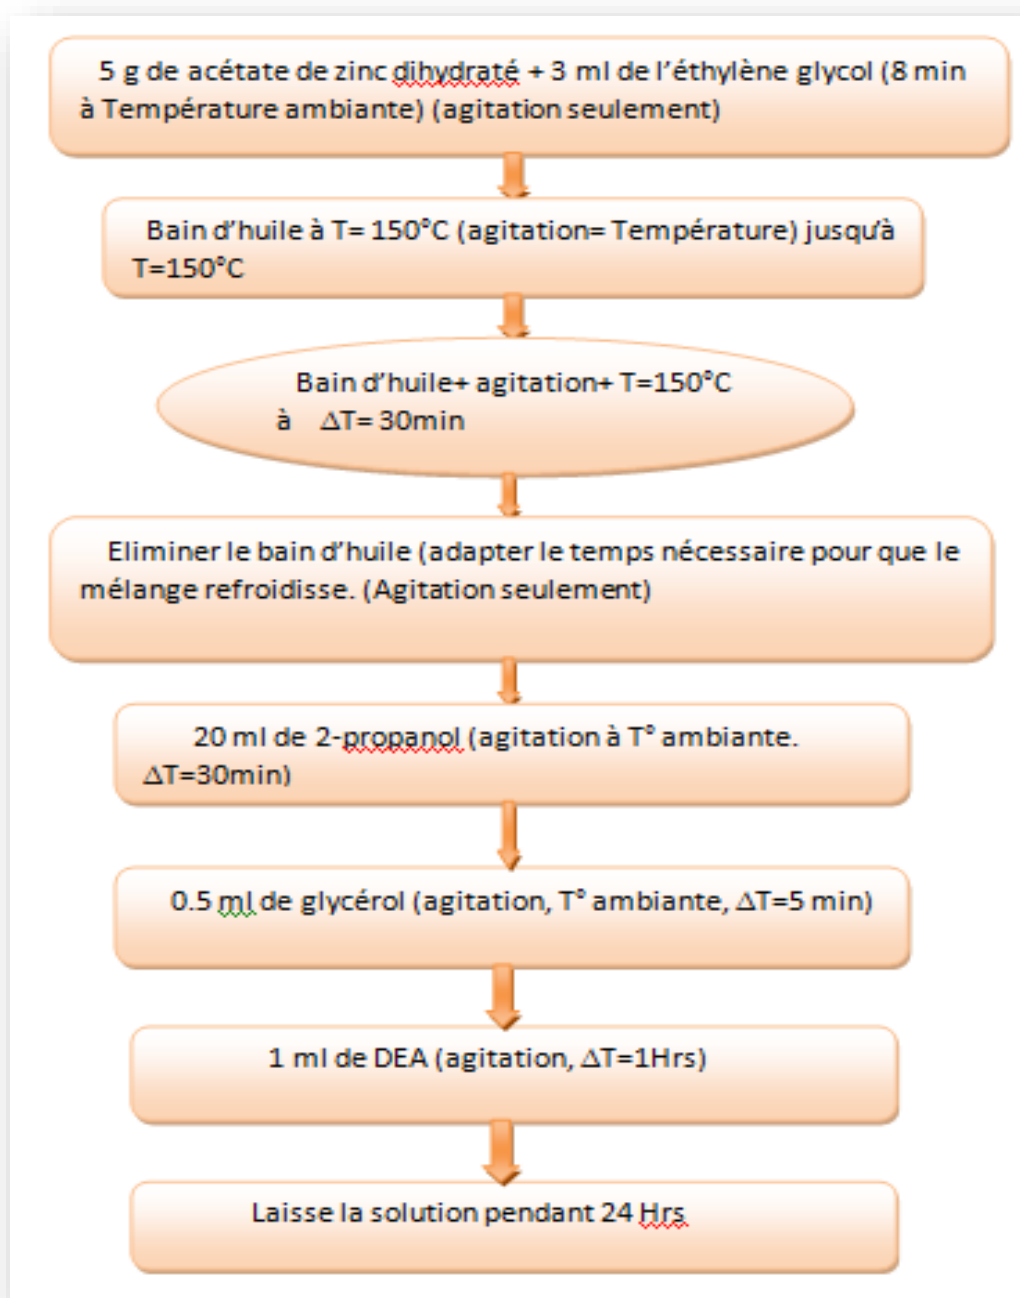 5 g de acétate de zinc dihydraté + 3 ml de l’éthylène glycol (8 min
à Température ambiante) (agitation seulement)
Bain d’huile à T= 150°C (agitation= Température) jusqu’à
T=150°C
Bain d’huile+ agitation+ T=150°C
à ΔT= 30min
Eliminer le bain d’huile (adapter le temps nécessaire pour que le
mélange refroidisse. (Agitation seulement)
20 ml de 2-propanol (agitation à T° ambiante.
ΔT=30min)
0.5 ml de glycérol (agitation, T° ambiante, ΔT=5 min)
1 ml de DEA (agitation, ΔT=1Hrs)
Laisse la solution pendant 24 Hrs